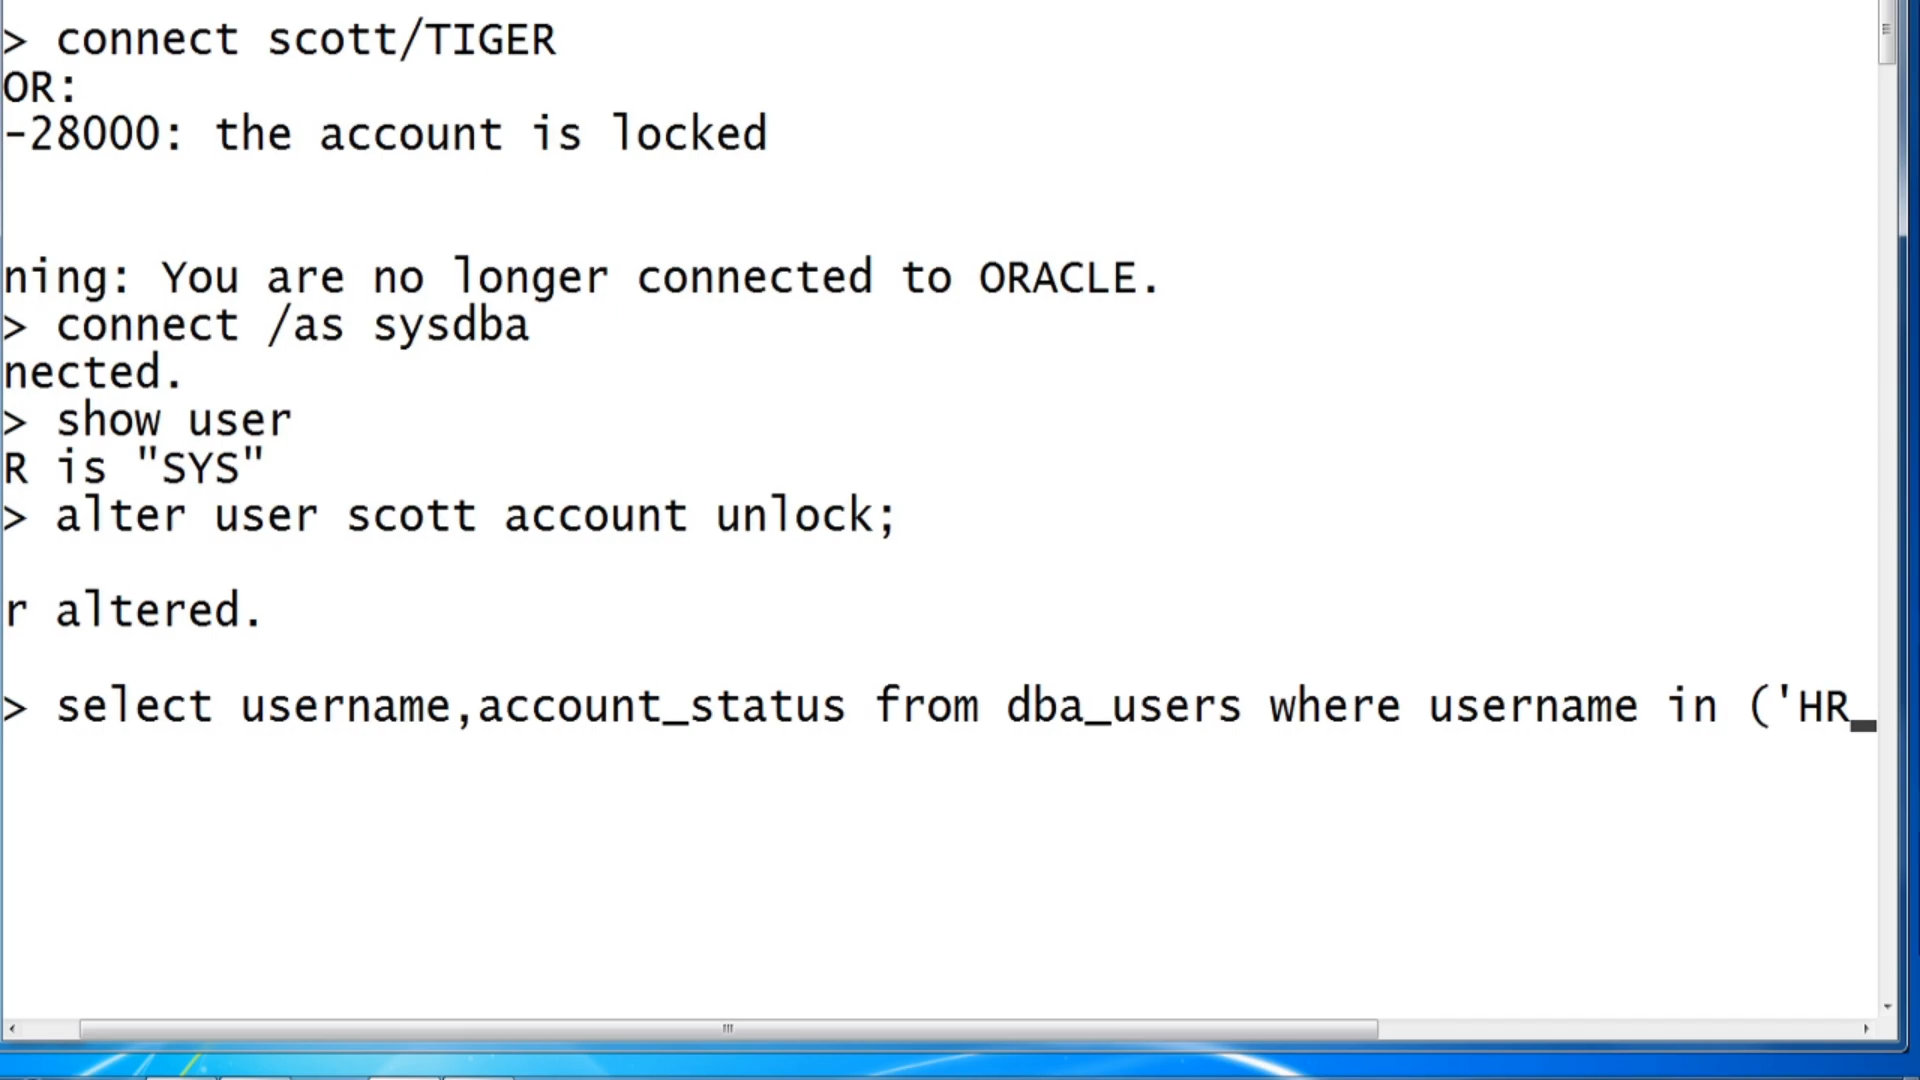 > connect scott/TIGER
OR:
-28000: the account is locked
ning: You are no longer connected to ORACLE.
> connect /as sysdba
nected.
> show user
R is "SYS"
> alter user scott account unlock;
r altered.
> select username,account_status from dba_users where username in ('HR